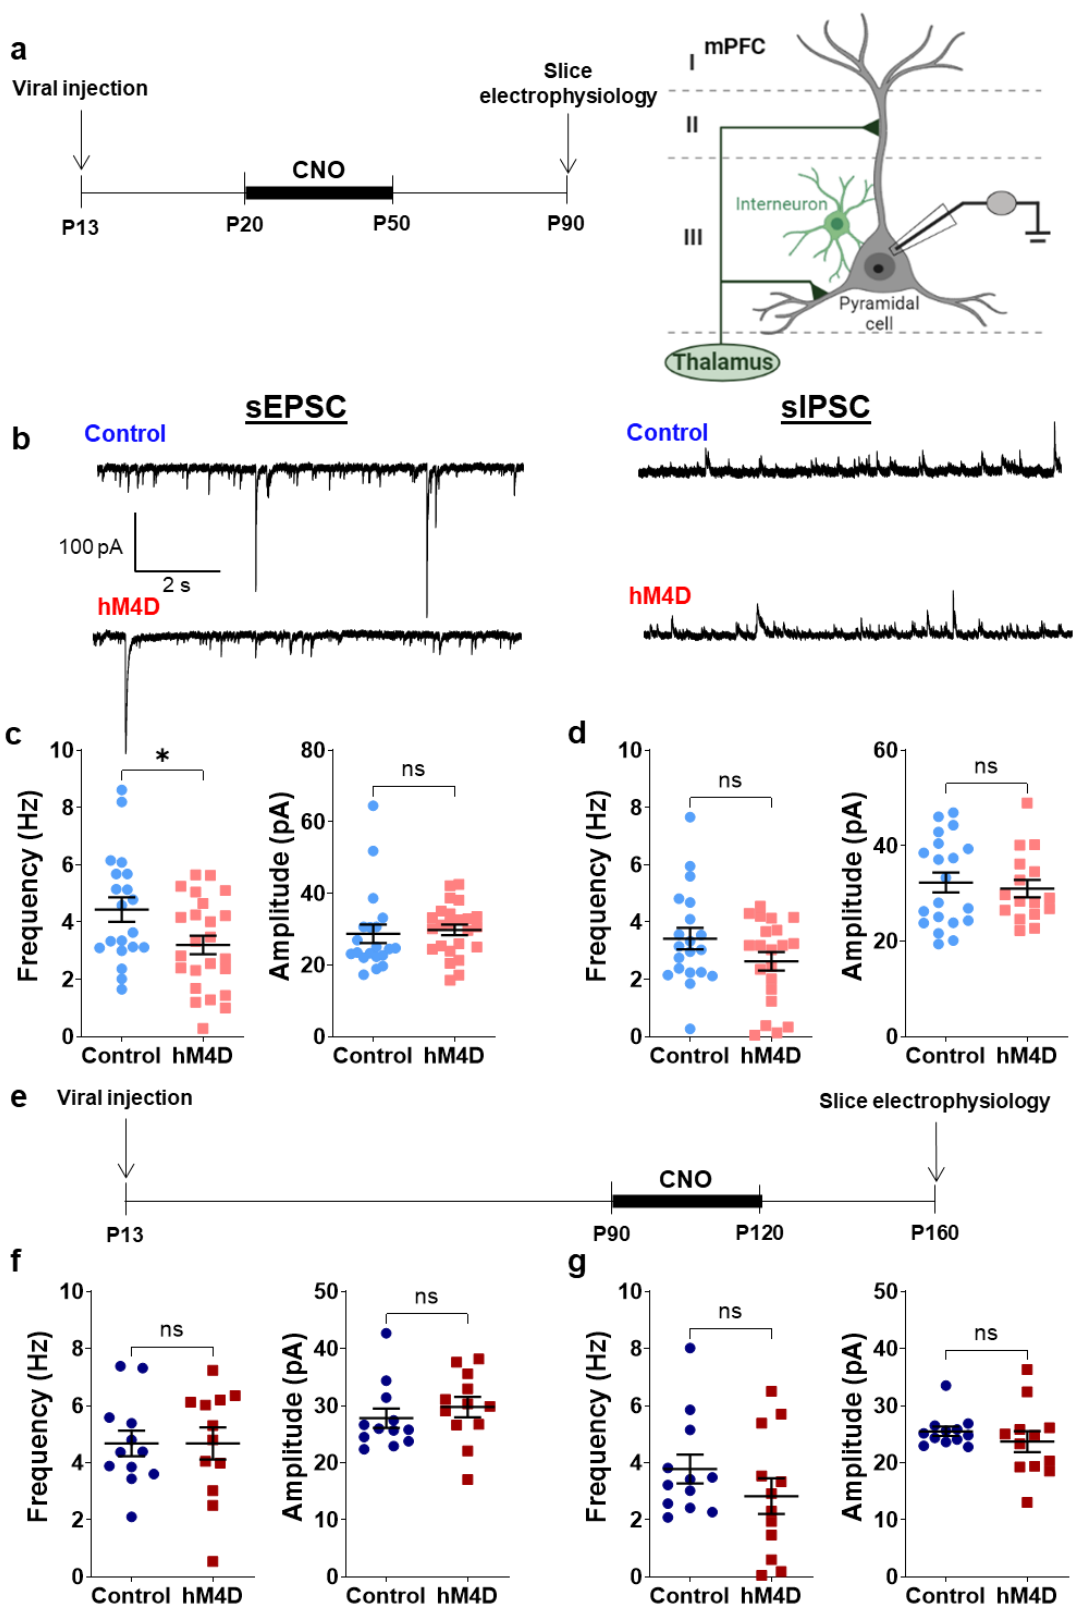 a
Viral injection
Slice
electrophysiology
CNO
P13
P20
P50
P90
mPFC
I
II
III
Interneuron
Pyramidal
cell
Thalamus
b
sEPSC
sIPSC
Control
Control
100 pA
2 s
hM4D
hM4D
c
Frequency (Hz)
10
8
6
4
2
0
*
Control
hM4D
Amplitude (pA)
80
60
40
20
0
ns
Control
hM4D
d
Frequency (Hz)
10
8
6
4
2
0
ns
Control
hM4D
Amplitude (pA)
60
40
20
0
ns
Control
hM4D
e
Viral injection
Slice electrophysiology
CNO
P13
P90
P120
P160
f
Frequency (Hz)
10
8
6
4
2
0
ns
Control
hM4D
Amplitude (pA)
50
40
30
20
10
0
ns
Control
hM4D
g
Frequency (Hz)
10
8
6
4
2
0
ns
Control
hM4D
Amplitude (pA)
50
40
30
20
10
0
ns
Control
hM4D